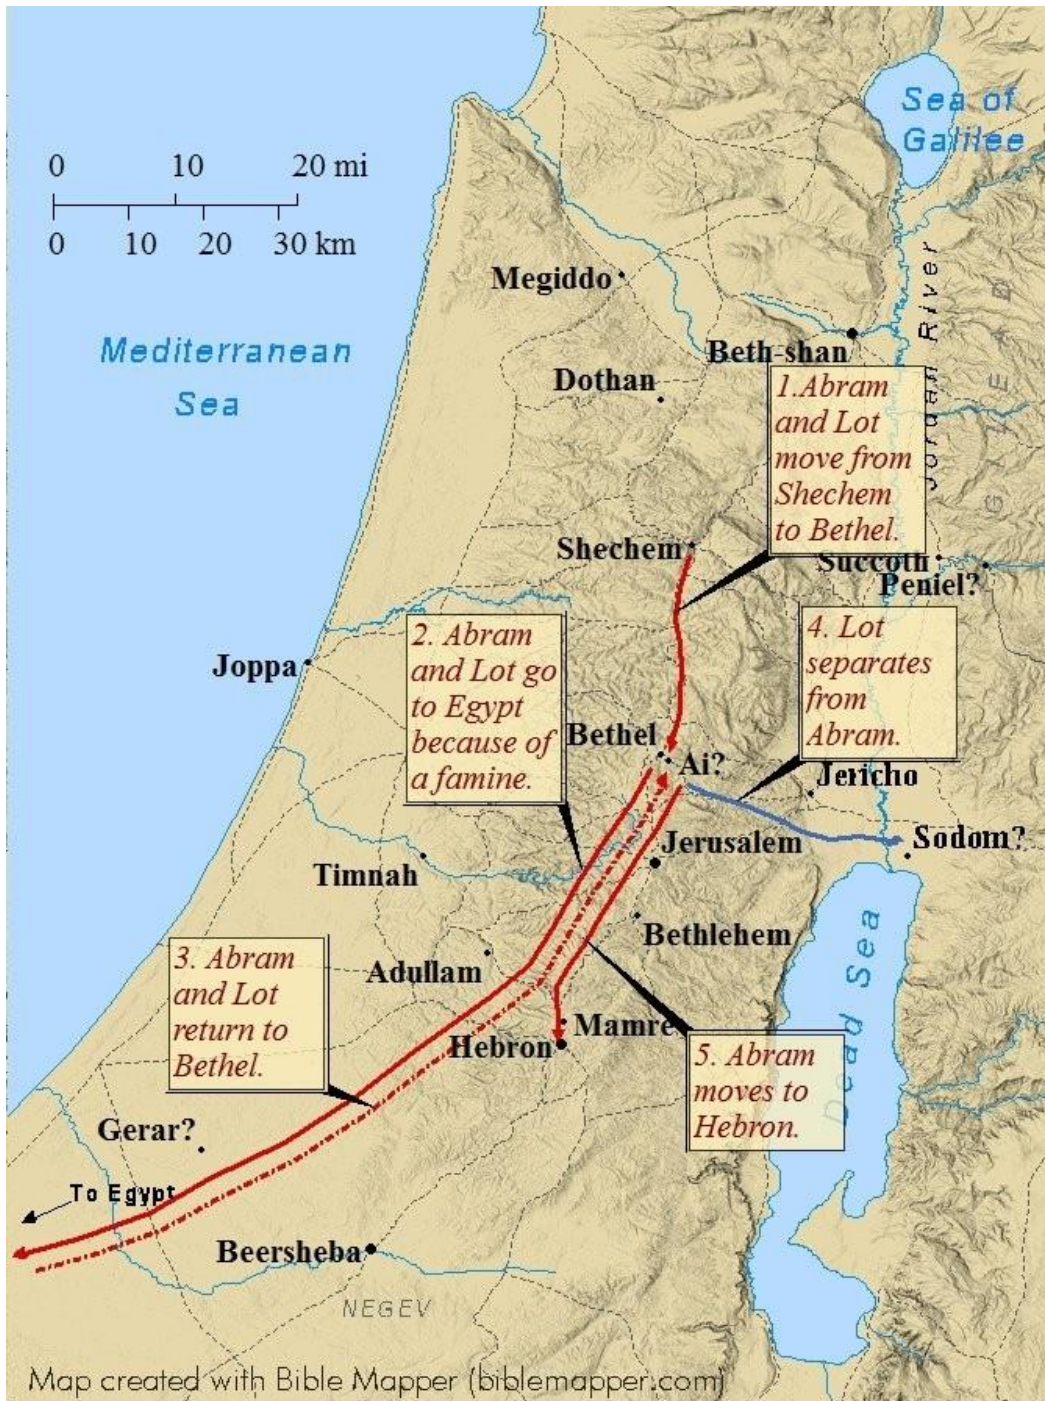 Sea of
Galilee
0 10 20 mi
0 10 20 30 km
Megiddo
Mediterranean
Sea
Beth-shan
Jordan River
GILEAD
Dothan
1.Abram
and Lot
move from
Shechem
to Bethel.
Shechem
Succoth
Peniel?
2. Abram
and Lot go
to Egypt
because of
a famine.
4. Lot
separates
from
Abram.
Joppa
Bethel
Ai?
Jericho
Jerusalem
Sodom?
Timnah
Bethlehem
Adullam
3. Abram
and Lot
return to
Bethel.
Dead Sea
Mamre
Hebron
5. Abram
moves to
Hebron.
Gerar?
To Egypt
Beersheba
NEGEV
Map created with Bible Mapper (biblemapper.com)